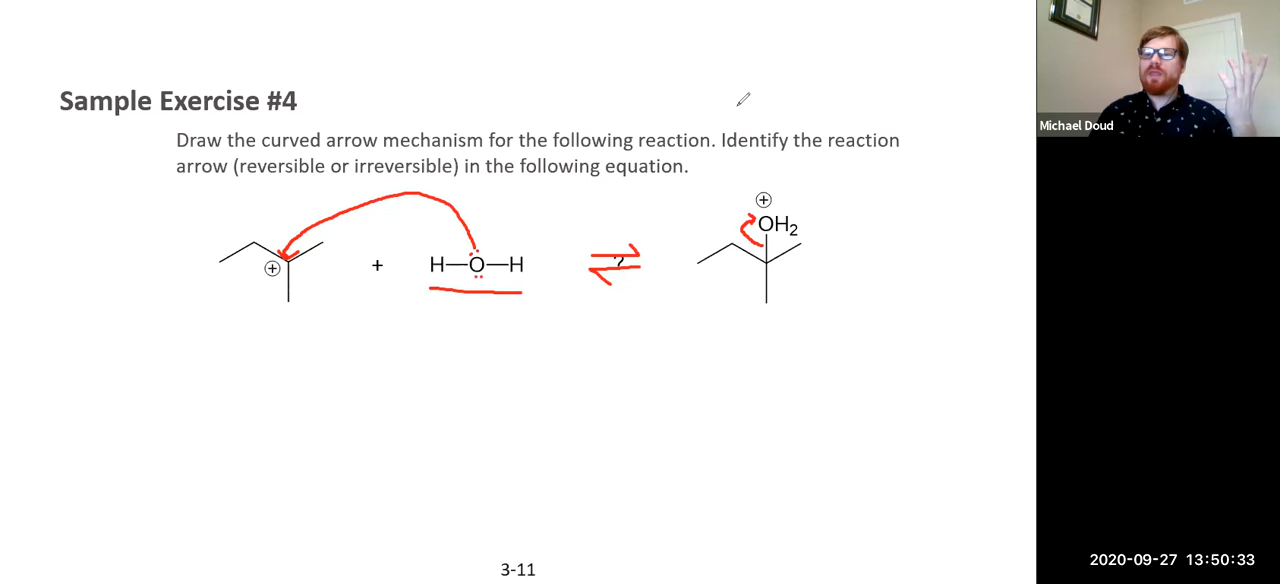 Sample Exercise #4
Draw the curved arrow mechanism for the following reaction. Identify the reaction
arrow (reversible or irreversible) in the following equation.
⊕
OH2
⊕
+
H—O—H
?
3-11
Michael Doud
2020-09-27 13:50:33